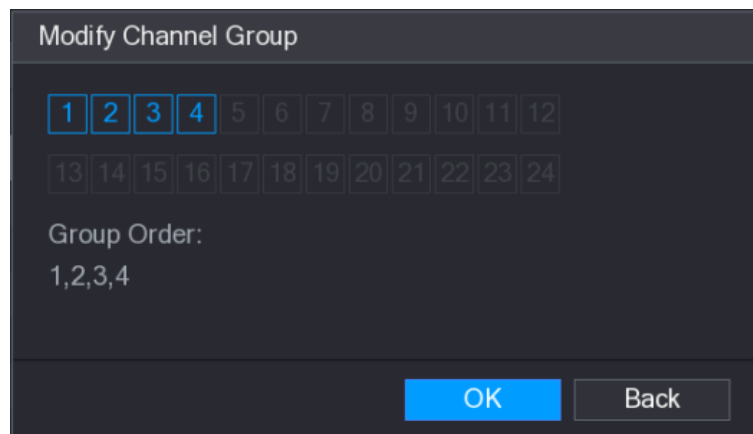 Modify Channel Group
1 2 3 4 5 6 7 8 9 10 11 12
13 14 15 16 17 18 19 20 21 22 23 24
Group Order:
1,2,3,4
OK Back